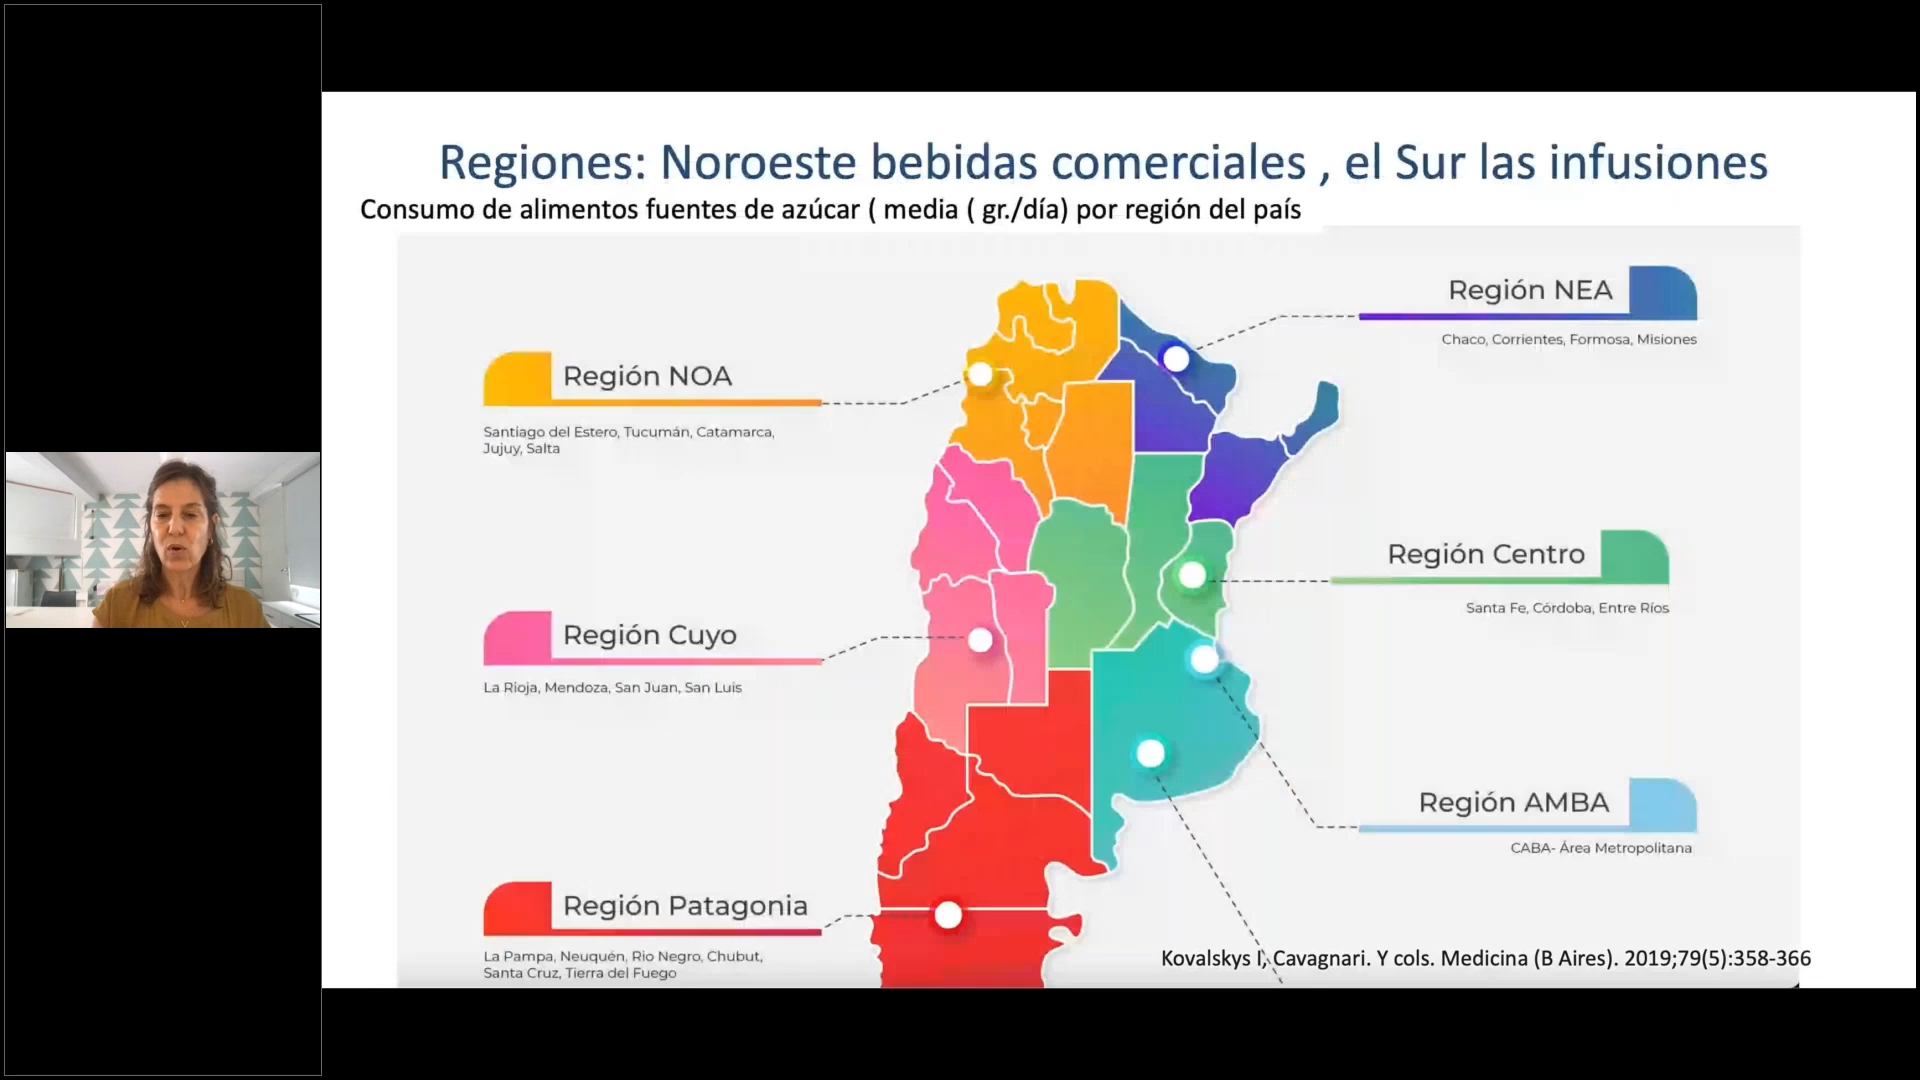 Regiones: Noroeste bebidas comerciales , el Sur las infusiones
Consumo de alimentos fuentes de azúcar ( media ( gr./día) por región del país
Región NEA
Chaco, Corrientes, Formosa, Misiones
Región NOA
Santiago del Estero, Tucumán, Catamarca,
Jujuy, Salta
Región Centro
Santa Fe, Córdoba, Entre Ríos
Región Cuyo
La Rioja, Mendoza, San Juan, San Luis
Región AMBA
CABA- Área Metropolitana
Región Patagonia
La Pampa, Neuquén, Rio Negro, Chubut,
Santa Cruz, Tierra del Fuego
Kovalskys I, Cavagnari. Y cols. Medicina (B Aires). 2019;79(5):358-366